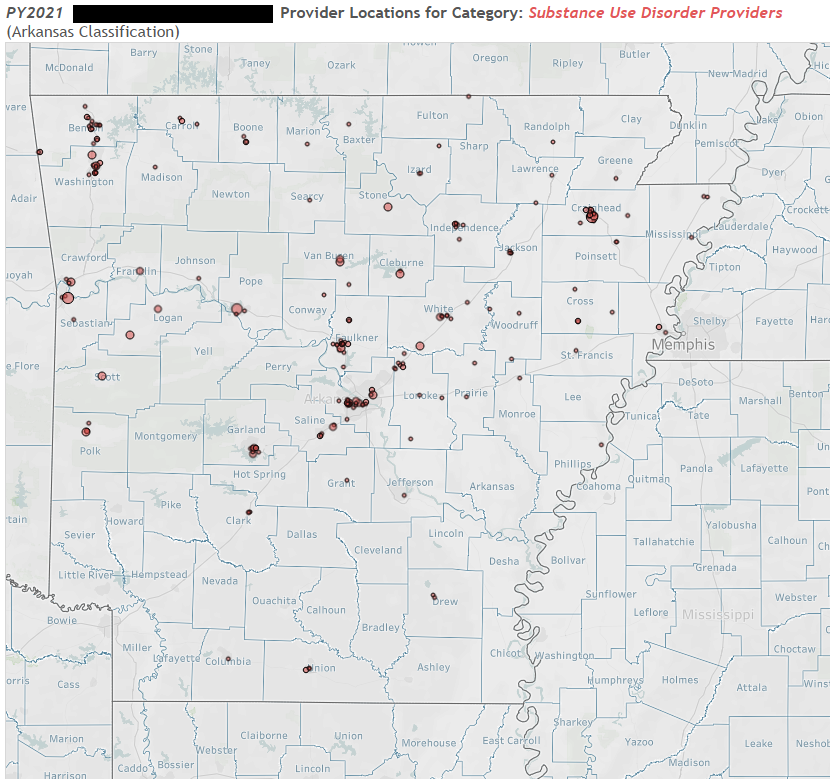 PY2021 Provider Locations for Category: Substance Use Disorder Providers
(Arkansas Classification)
Barry Stone Howell Oregon Ripley Butler
McDonald Taney Ozark New Madrid
Fulton Randolph Clay Dunklin Lake Obion
Benton Carroll Boone Marion Baxter Sharp Pemiscot
Greene
Izard Lawrence Dyer
Washington Madison
Adair Newton Searcy Stone Craighead Crockett
Independence Mississippi Lauderdale
Jackson Haywood
Crawford Johnson Van Buren Cleburne Poinsett Tipton
Franklin
Pope
Conway White Cross
Sebastian Logan Woodruff Shelby Fayette
Faulkner Memphis
Yell St. Francis
e Flore Perry
Scott DeSoto
Lonoke Prairie Lee Marshall Benton
Saline Monroe Tunica Tate
Garland
Polk Montgomery
Phillips Panola Lafayette
Hot Spring Quitman
Grant Jefferson Arkansas Coahoma
Pike
Howard Clark Yalobusha
Sevier Dallas Lincoln Tallahatchie Calhoun
Cleveland Desha Bolivar
Little River Hempstead Grenada
Nevada Sunflower Webster
Ouachita Calhoun Drew Leflore Mississippi
Bowie
Bradley
Miller Chicot Washington Choctaw
Lafayette Columbia Union Ashley
Cass Humphreys Holmes Attala
Sharkey
Marion Claiborne Union Morehouse East Carroll Yazoo Leake
Webster
Harrison Caddo Bossier Lincoln Madison